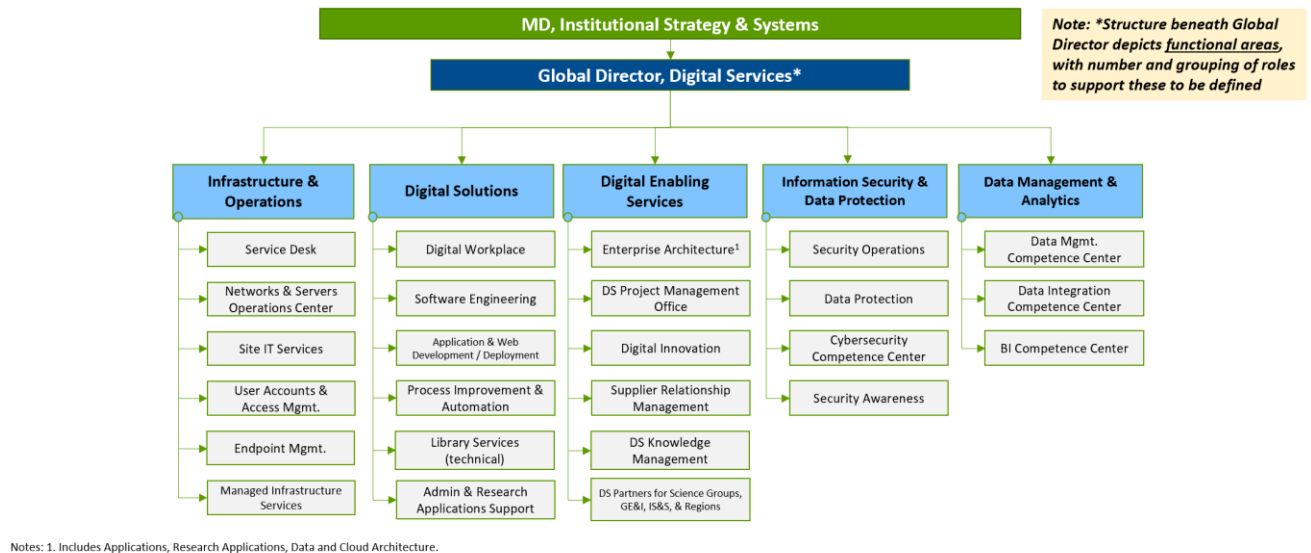 MD, Institutional Strategy & Systems
Note: *Structure beneath Global
Director depicts functional areas,
with number and grouping of roles
to support these to be defined
Global Director, Digital Services*
Infrastructure &
Operations
Service Desk
Networks & Servers
Operations Center
Site IT Services
User Accounts &
Access Mgmt.
Endpoint Mgmt.
Managed Infrastructure
Services
Digital Solutions
Digital Workplace
Software Engineering
Application & Web
Development / Deployment
Process Improvement &
Automation
Library Services
(technical)
Admin & Research
Applications Support
Digital Enabling
Services
Enterprise Architecture¹
DS Project Management
Office
Digital Innovation
Supplier Relationship
Management
DS Knowledge
Management
DS Partners for Science Groups,
GE&I, IS&S, & Regions
Information Security &
Data Protection
Security Operations
Data Protection
Cybersecurity
Competence Center
Security Awareness
Data Management &
Analytics
Data Mgmt.
Competence Center
Data Integration
Competence Center
BI Competence Center
Notes: 1. Includes Applications, Research Applications, Data and Cloud Architecture.